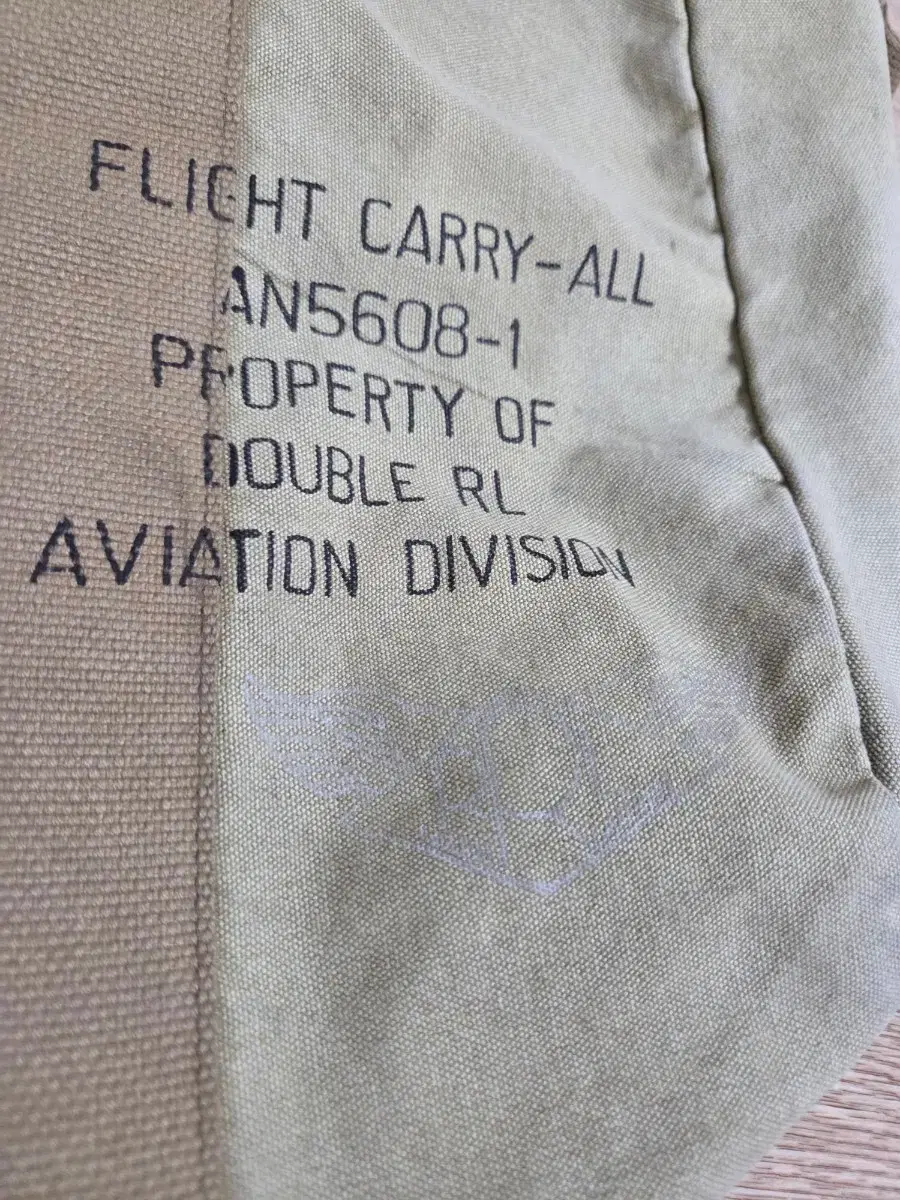 FLIGHT CARRY-ALL
AN5608-1
PROPERTY OF
DOUBLE RL
AVIATION DIVISION